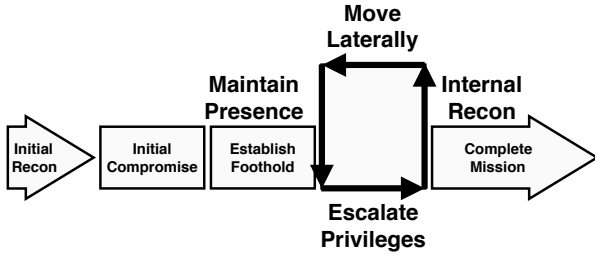 Move
Laterally
Maintain
Presence
Internal
Recon
Initial
Recon
Initial
Compromise
Establish
Foothold
Complete
Mission
Escalate
Privileges